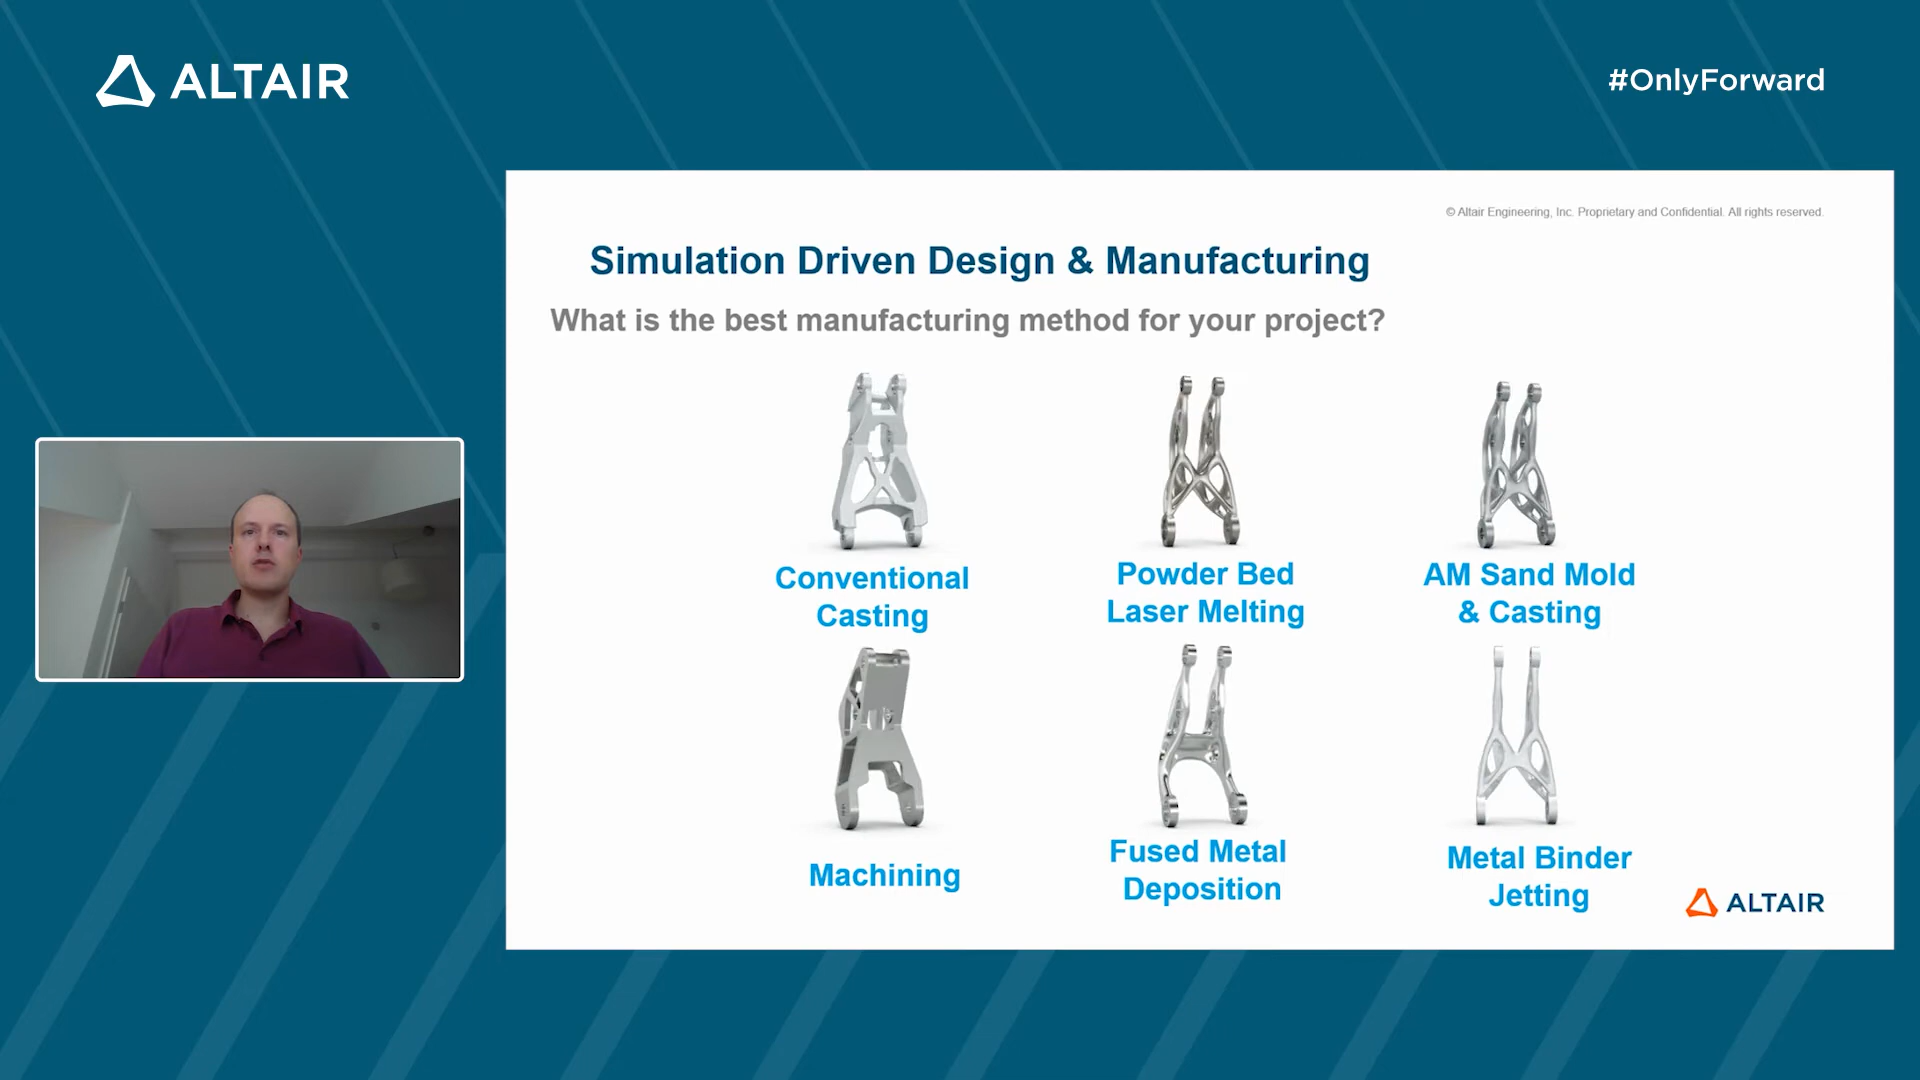 ALTAIR
#OnlyForward
© Altair Engineering, Inc. Proprietary and Confidential. All rights reserved.
Simulation Driven Design & Manufacturing
What is the best manufacturing method for your project?
Conventional
Casting
Powder Bed
Laser Melting
AM Sand Mold
& Casting
Machining
Fused Metal
Deposition
Metal Binder
Jetting
ALTAIR